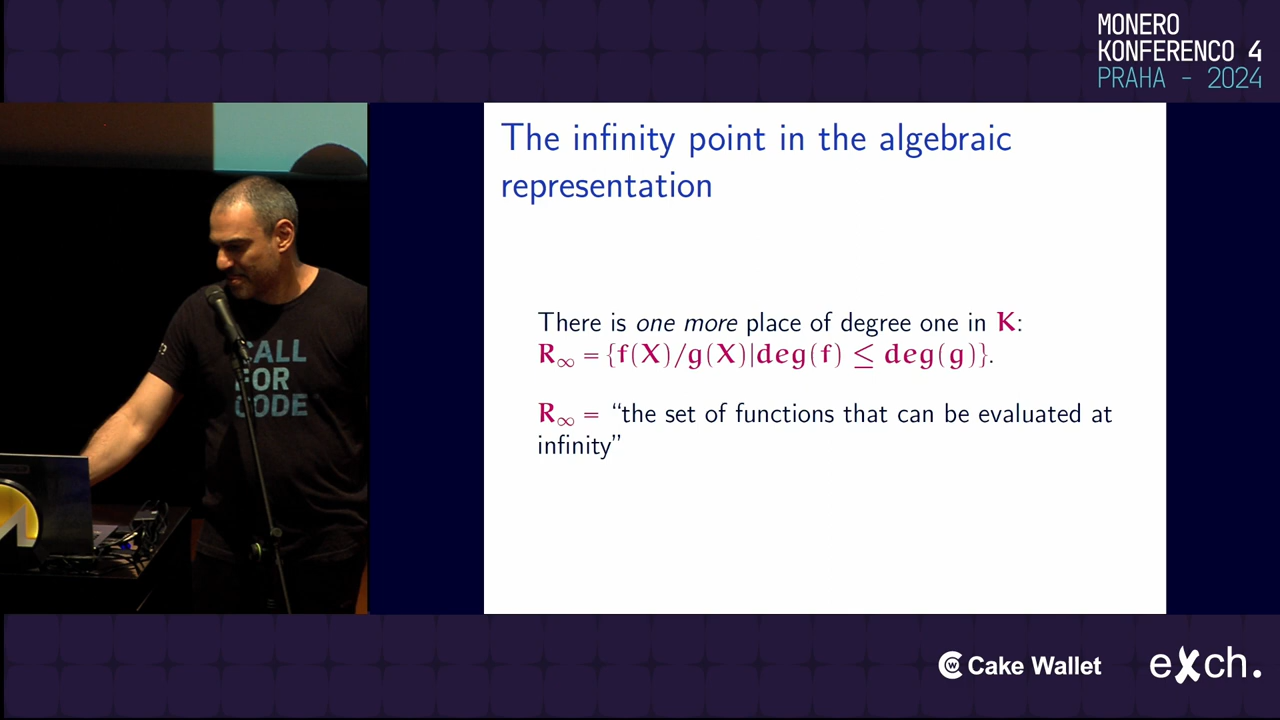 MONERO
KONFERENCO 4
PRAHA - 2024
The infinity point in the algebraic
representation
There is one more place of degree one in K:
R∞ = {f(X)/g(X)|deg(f) ≤ deg(g)}.
R∞ = “the set of functions that can be evaluated at
infinity”
CALL
FOR
CODE
Cake Wallet
exch.